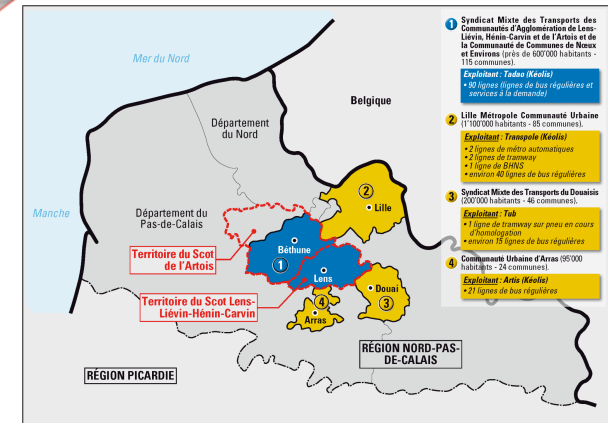 Mer du Nord
Manche
Belgique
Département
du Nord
Département du
Pas-de-Calais
Territoire du Scot
de l'Artois
Territoire du Scot Lens-
Liévin-Hénin-Carvin
Béthune
1
Lens
2
Lille
Douai
3
4
Arras
RÉGION NORD-PAS-
DE-CALAIS
RÉGION PICARDIE
1 Syndicat Mixte des Transports des
Communautés d'Agglomération de Lens-
Liévin, Hénin-Carvin et de l'Artois et de
la Communauté de Communes de Nœux
et Environs (près de 600'000 habitants -
115 communes).
Exploitant : Tadao (Kéolis)
• 90 lignes (lignes de bus régulières et
services à la demande)
2 Lille Métropole Communauté Urbaine
(1'100'000 habitants - 85 communes).
Exploitant : Transpole (Kéolis)
• 2 lignes de métro automatiques
• 2 lignes de tramway
• 1 ligne de BHNS
• environ 40 lignes de bus régulières
3 Syndicat Mixte des Transports du Douaisis
(200'000 habitants - 46 communes).
Exploitant : Tub
• 1 ligne de tramway sur pneu en cours
d'homologation
• environ 15 lignes de bus régulières
4 Communauté Urbaine d'Arras (95'000
habitants - 24 communes).
Exploitant : Artis (Kéolis)
• 21 lignes de bus régulières